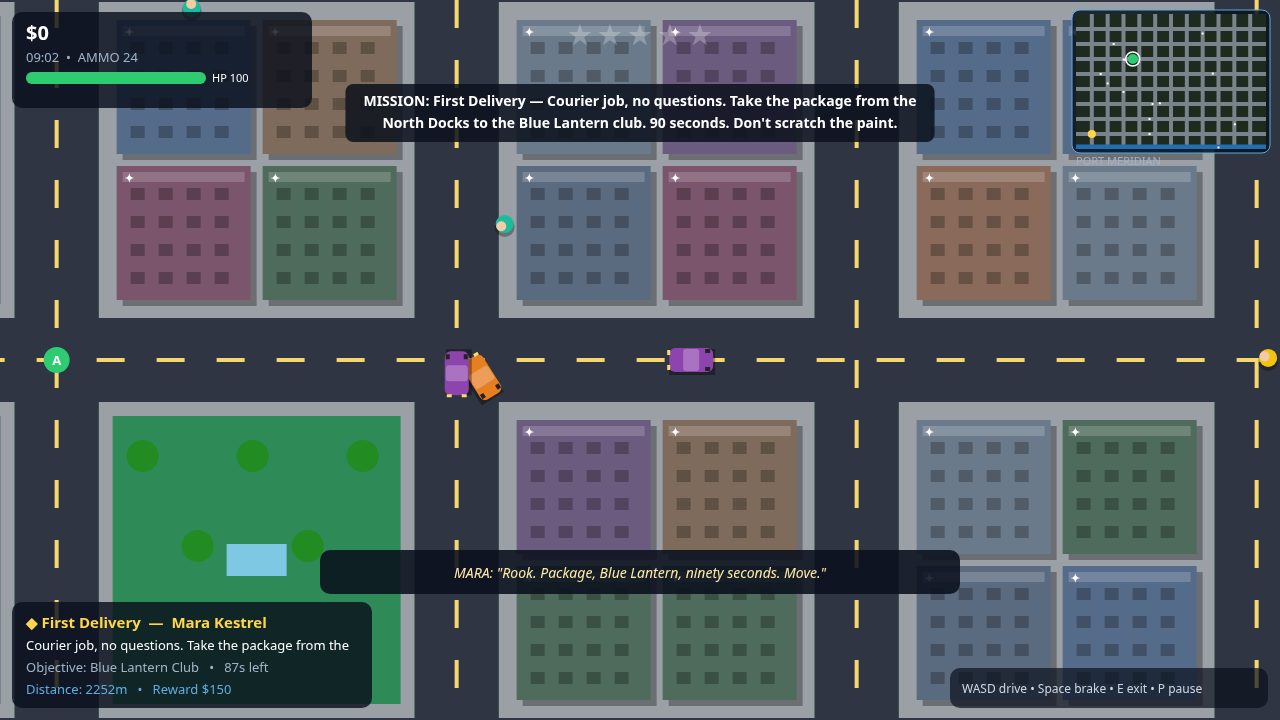 $0
09:02 • AMMO 24
HP 100
MISSION: First Delivery — Courier job, no questions. Take the package from the
North Docks to the Blue Lantern club. 90 seconds. Don't scratch the paint.
PORT MERIDIAN
A
MARA: "Rook. Package, Blue Lantern, ninety seconds. Move."
◆ First Delivery — Mara Kestrel
Courier job, no questions. Take the package from the
Objective: Blue Lantern Club • 87s left
Distance: 2252m • Reward $150
WASD drive • Space brake • E exit • P pause